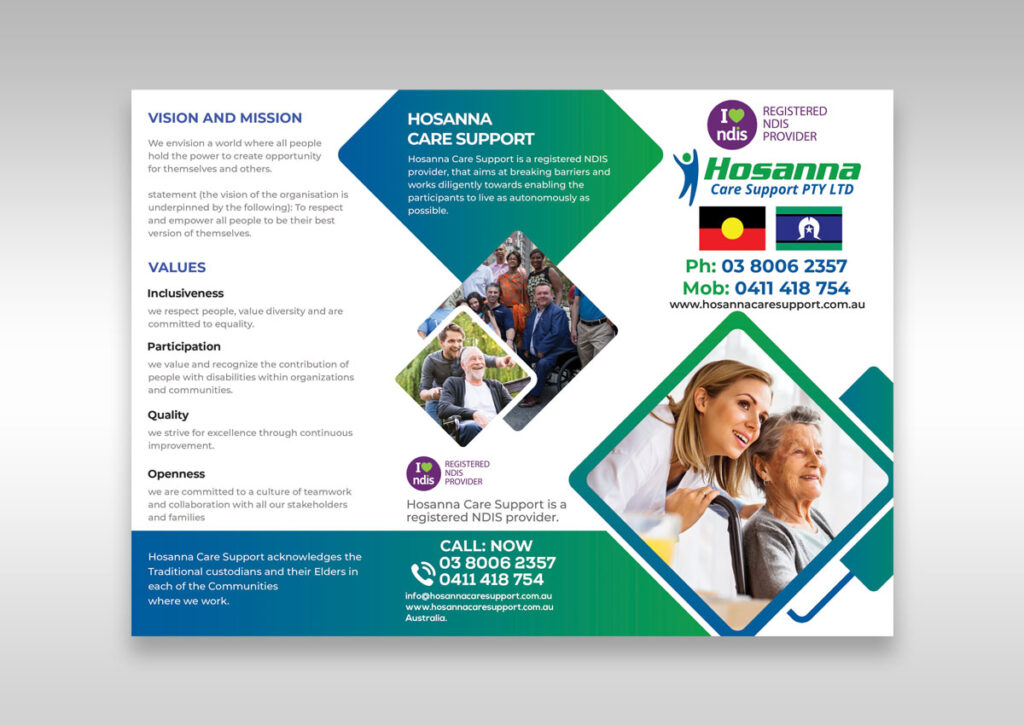 VISION AND MISSION
We envision a world where all people
hold the power to create opportunity
for themselves and others.
statement (the vision of the organisation is
underpinned by the following): To respect
and empower all people to be their best
version of themselves.
VALUES
Inclusiveness
we respect people, value diversity and are
committed to equality.
Participation
we value and recognize the contribution of
people with disabilities within organizations
and communities.
Quality
we strive for excellence through continuous
improvement.
Openness
we are committed to a culture of teamwork
and collaboration with all our stakeholders
and families
Hosanna Care Support acknowledges the
Traditional custodians and their Elders in
each of the Communities
where we work.
HOSANNA
CARE SUPPORT
Hosanna Care Support is a registered NDIS
provider, that aims at breaking barriers and
works diligently towards enabling the
participants to live as autonomously as
possible.
I
ndis
REGISTERED
NDIS
PROVIDER
Hosanna Care Support is a
registered NDIS provider.
CALL: NOW
03 8006 2357
0411 418 754
info@hosannacaresupport.com.au
www.hosannacaresupport.com.au
Australia.
I
ndis
REGISTERED
NDIS
PROVIDER
Hosanna
Care Support PTY LTD
Ph: 03 8006 2357
Mob: 0411 418 754
www.hosannacaresupport.com.au